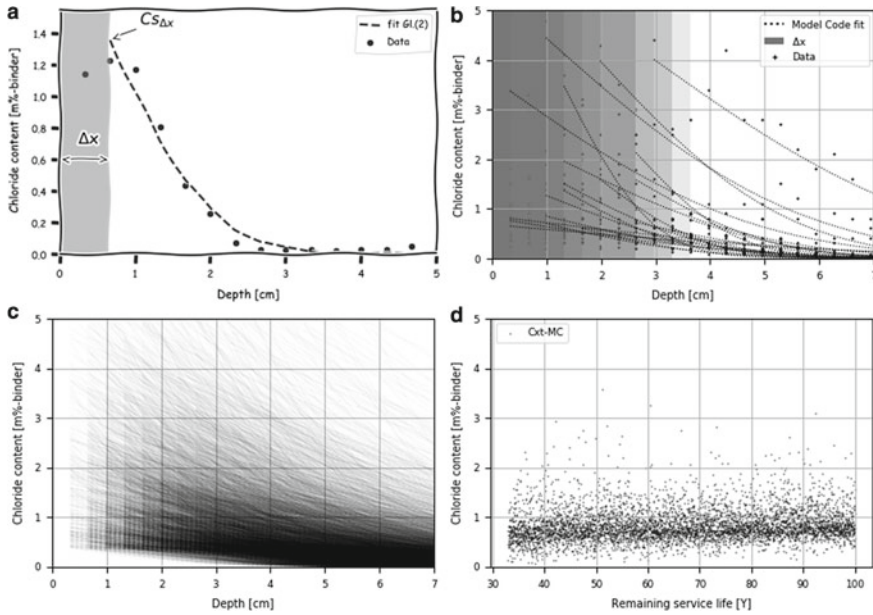 a
Cs Δx
fit Gl.(2)
Data
Δx
Chloride content [m%-binder]
1.4
1.2
1.0
0.8
0.6
0.4
0.2
0.0
0
1
2
3
4
5
Depth [cm]
b
Model Code fit
Δx
Data
Chloride content [m%-binder]
5
4
3
2
1
0
0
1
2
3
4
5
6
7
Depth [cm]
c
Chloride content [m%-binder]
5
4
3
2
1
0
0
1
2
3
4
5
6
7
Depth [cm]
d
Cxt-MC
Chloride content [m%-binder]
5
4
3
2
1
0
30
40
50
60
70
80
90
100
Remaining service life [Y]